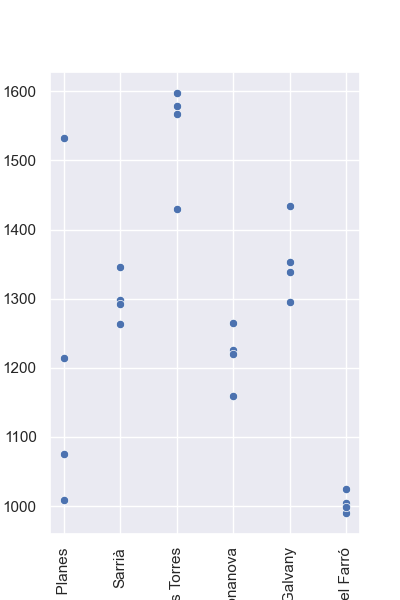 1600
1500
1400
1300
1200
1100
1000
Planes
Sarrià
s Torres
nanova
Galvany
el Farró